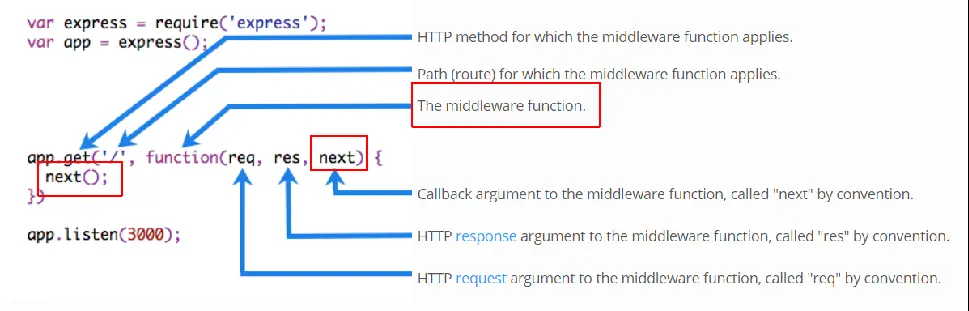 var express = require('express');
var app = express();
HTTP method for which the middleware function applies.
Path (route) for which the middleware function applies.
The middleware function.
app.get('/', function(req, res, next) {
next();
})
Callback argument to the middleware function, called "next" by convention.
app.listen(3000);
HTTP response argument to the middleware function, called "res" by convention.
HTTP request argument to the middleware function, called "req" by convention.